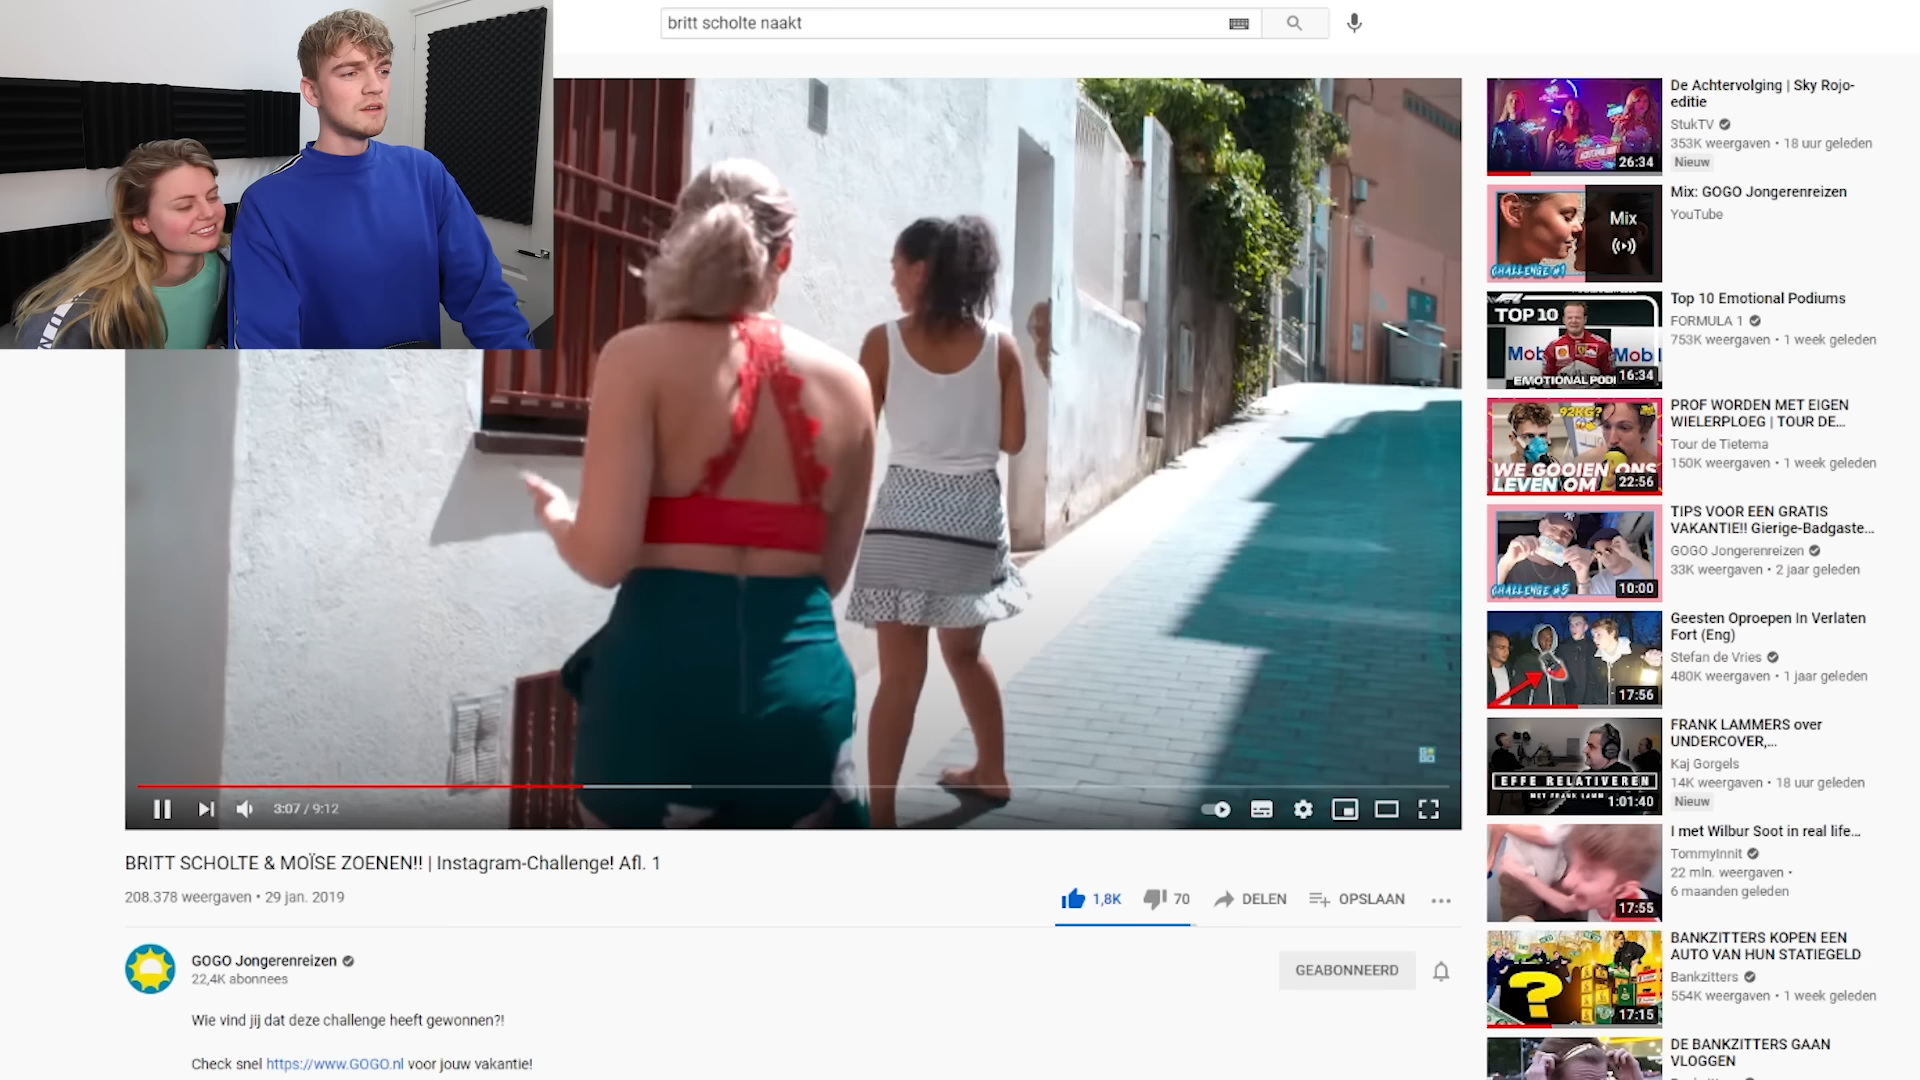 britt scholte naakt
3:07 / 9:12
BRITT SCHOLTE & MOÏSE ZOENEN!! | Instagram-Challenge! Afl. 1
208.378 weergaven • 29 jan. 2019
1,8K
70
DELEN
OPSLAAN
GOGO Jongerenreizen
22,4K abonnees
GEABONNEERD
Wie vind jij dat deze challenge heeft gewonnen?!
Check snel https://www.GOGO.nl voor jouw vakantie!
26:34
De Achtervolging | Sky Rojo-
editie
StukTV
353K weergaven • 18 uur geleden
Nieuw
CHALLENGE #1
Mix
Mix: GOGO Jongerenreizen
YouTube
TOP 10
Mob
Mobil
EMOTIONAL PODI
16:34
Top 10 Emotional Podiums
FORMULA 1
753K weergaven • 1 week geleden
92KG?
WE GOOIEN ONS
LEVEN OM
22:56
PROF WORDEN MET EIGEN
WIELERPLOEG | TOUR DE...
Tour de Tietema
150K weergaven • 1 week geleden
CHALLENGE #5
10:00
TIPS VOOR EEN GRATIS
VAKANTIE!! Gierige-Badgaste...
GOGO Jongerenreizen
33K weergaven • 2 jaar geleden
17:56
Geesten Oproepen In Verlaten
Fort (Eng)
Stefan de Vries
480K weergaven • 1 jaar geleden
EFFE RELATIVEREN
MET FRANK LAMM
1:01:40
FRANK LAMMERS over
UNDERCOVER,...
Kaj Gorgels
14K weergaven • 18 uur geleden
Nieuw
17:55
I met Wilbur Soot in real life...
TommyInnit
22 mln. weergaven •
6 maanden geleden
?
17:15
BANKZITTERS KOPEN EEN
AUTO VAN HUN STATIEGELD
Bankzitters
554K weergaven • 1 week geleden
DE BANKZITTERS GAAN
VLOGGEN